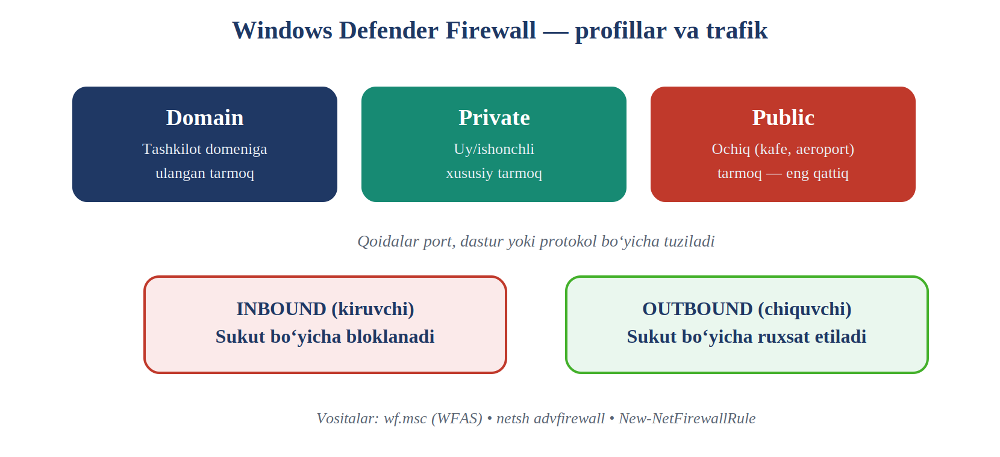 Windows Defender Firewall — profillar va trafik
Domain
Tashkilot domeniga
ulangan tarmoq
Private
Uy/ishonchli
xususiy tarmoq
Public
Ochiq (kafe, aeroport)
tarmoq — eng qattiq
Qoidalar port, dastur yoki protokol bo‘yicha tuziladi
INBOUND (kiruvchi)
Sukut bo‘yicha bloklanadi
OUTBOUND (chiquvchi)
Sukut bo‘yicha ruxsat etiladi
Vositalar: wf.msc (WFAS) • netsh advfirewall • New-NetFirewallRule